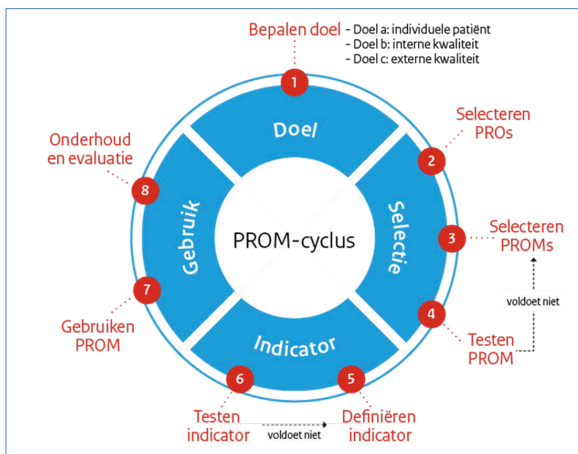 Bepalen doel
- Doel a: individuele patiënt
- Doel b: interne kwaliteit
- Doel c: externe kwaliteit
1
Doel
Selecteren
PROs
2
Onderhoud
en evaluatie
8
Selectie
Gebruik
PROM-cyclus
3
Selecteren
PROMs
voldoet niet
7
Gebruiken
PROM
4
Testen
PROM
Indicator
6
5
Testen
indicator
voldoet niet
Definiëren
indicator